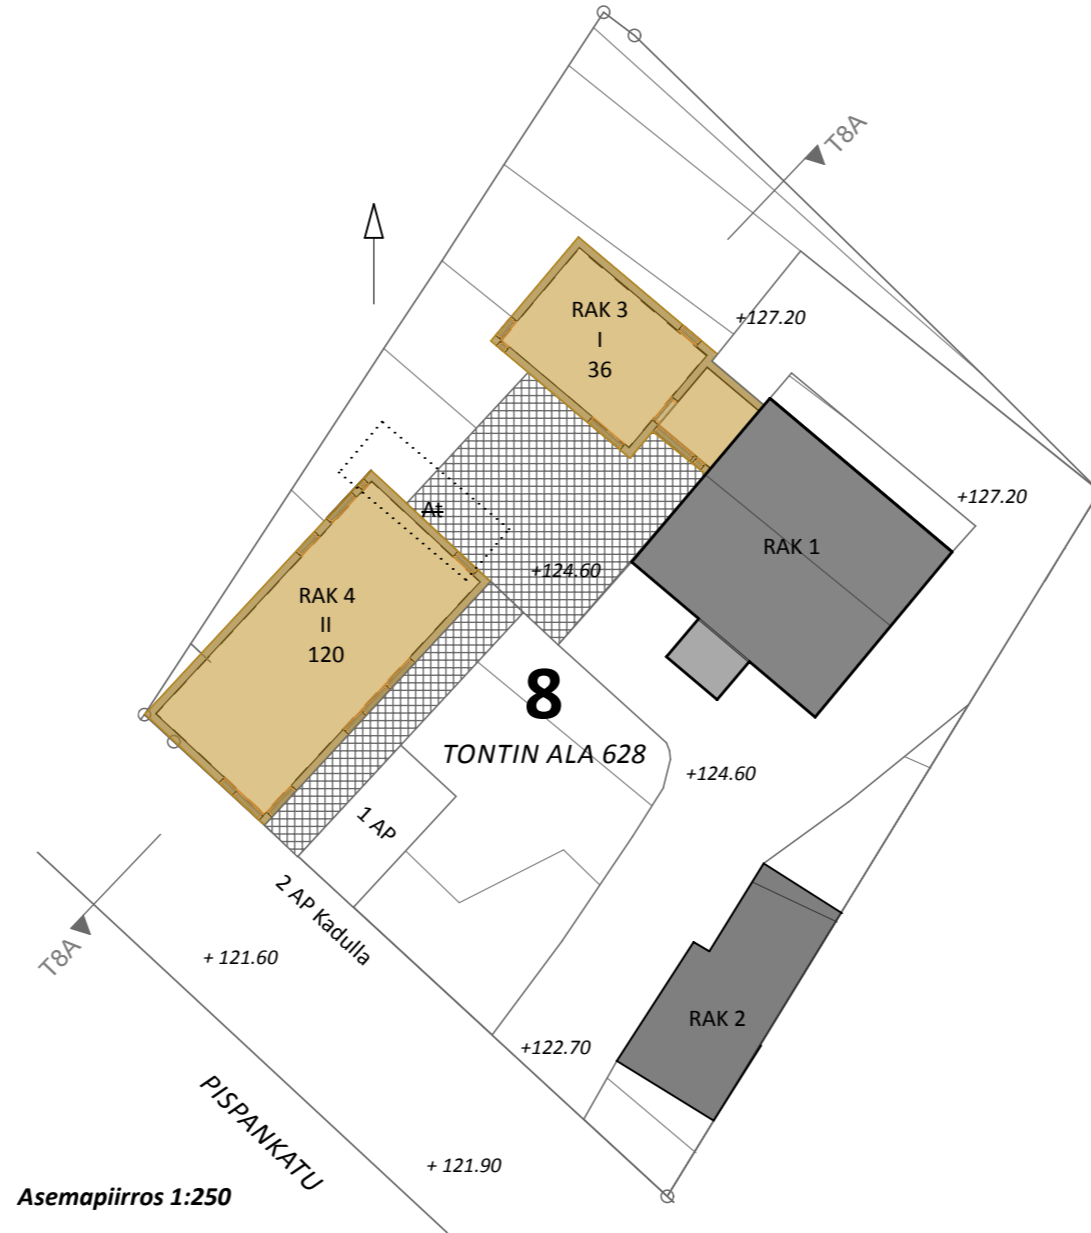 T8A
RAK 3
I
36
+127.20
+127.20
At
RAK 1
+124.60
RAK 4
II
120
8
TONTIN ALA 628
+124.60
1 AP
2 AP Kadulla
T8A
+ 121.60
RAK 2
+122.70
PISPANKATU
+ 121.90
Asemapiirros 1:250